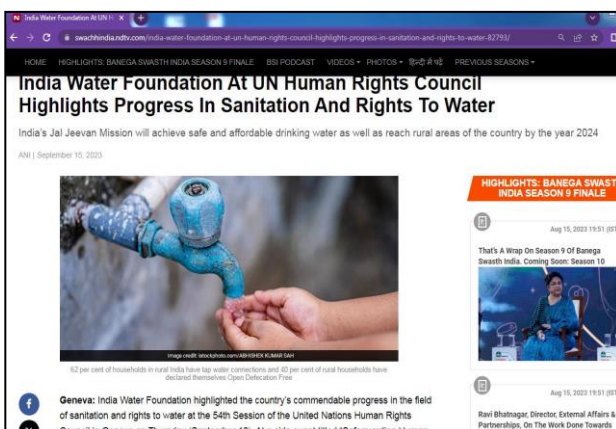 India Water Foundation At UN H
swachhindia.ndtv.com/india-water-foundation-at-un-human-rights-council-highlights-progress-in-sanitation-and-rights-to-water-82793/
HOME HIGHLIGHTS: BANEGA SWASTH INDIA SEASON 9 FINALE BSI PODCAST VIDEOS PHOTOS हिन्दी में पढ़ें PREVIOUS SEASONS
India Water Foundation At UN Human Rights Council
Highlights Progress In Sanitation And Rights To Water
India's Jal Jeevan Mission will achieve safe and affordable drinking water as well as reach rural areas of the country by the year 2024
ANI | September 15, 2023
Image credit: istockphoto.com/ABHISHEK KUMAR SAH
62 per cent of households in rural India have tap water connections and 40 per cent of rural households have
declared themselves Open Defecation Free
Geneva: India Water Foundation highlighted the country's commendable progress in the field
of sanitation and rights to water at the 54th Session of the United Nations Human Rights
HIGHLIGHTS: BANEGA SWAST
INDIA SEASON 9 FINALE
Aug 15, 2023 19:51 (IST
That's A Wrap On Season 9 Of Banega
Swasth India. Coming Soon: Season 10
Aug 15, 2023 19:51 (IST
Ravi Bhatnagar, Director, External Affairs &
Partnerships, On The Work Done Towards